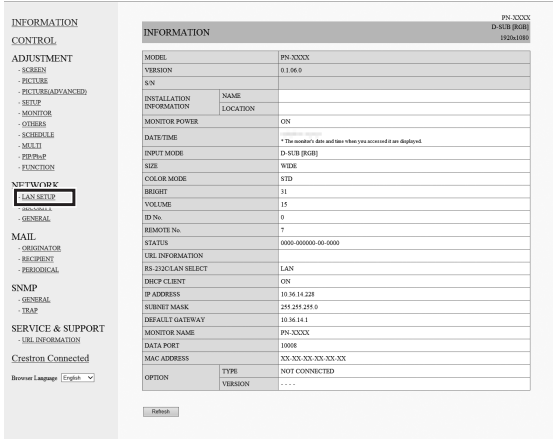 INFORMATION
CONTROL
ADJUSTMENT
- SCREEN
- PICTURE
- PICTURE(ADVANCED)
- SETUP
- MONITOR
- OTHERS
- SCHEDULE
- MULTI
- PIP/PbyP
- FUNCTION
NETWORK
- LAN SETUP
- SECURITY
- GENERAL
MAIL
- ORIGINATOR
- RECIPIENT
- PERIODICAL
SNMP
- GENERAL
- TRAP
SERVICE & SUPPORT
- URL INFORMATION
Crestron Connected
Browser Language English
PN-XXXX
INFORMATION D-SUB [RGB]
1920x1080
MODEL PN-XXXX
VERSION 0.1.06.0
S/N
INSTALLATION INFORMATION NAME
LOCATION
MONITOR POWER ON
DATE/TIME
* The monitor's date and time when you accessed it are displayed.
INPUT MODE D-SUB [RGB]
SIZE WIDE
COLOR MODE STD
BRIGHT 31
VOLUME 15
ID No. 0
REMOTE No. 7
STATUS 0000-000000-00-0000
URL INFORMATION
RS-232C/LAN SELECT LAN
DHCP CLIENT ON
IP ADDRESS 10.36.14.228
SUBNET MASK 255.255.255.0
DEFAULT GATEWAY 10.36.14.1
MONITOR NAME PN-XXXX
DATA PORT 10008
MAC ADDRESS XX-XX-XX-XX-XX-XX
OPTION TYPE NOT CONNECTED
VERSION - - - -
Refresh